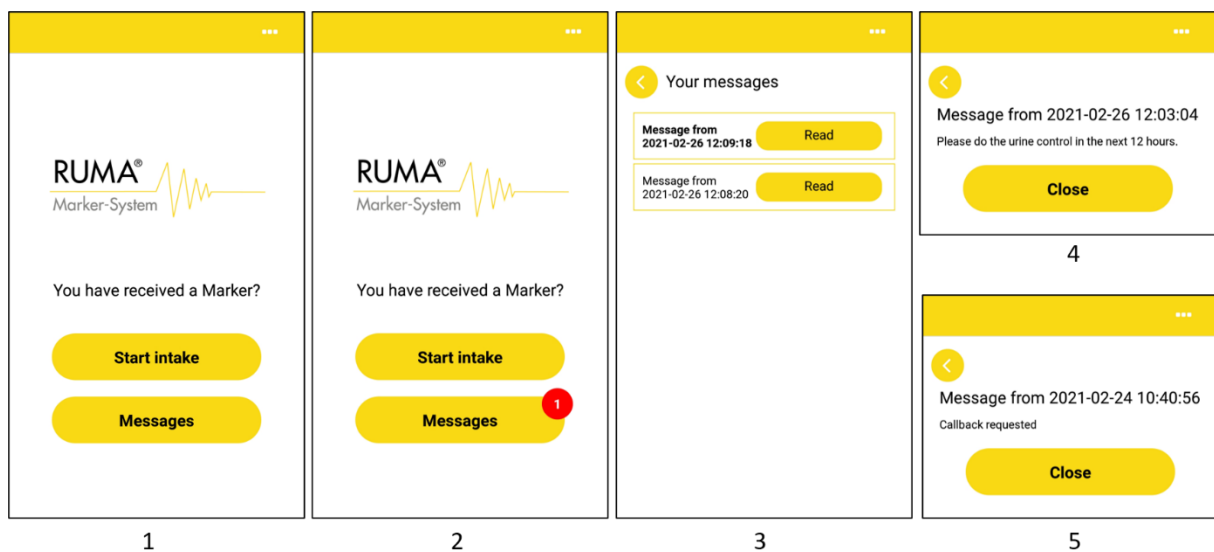 RUMA®
Marker-System
You have received a Marker?
Start intake
Messages
1
RUMA®
Marker-System
You have received a Marker?
Start intake
Messages
1
2
Your messages
Message from
2021-02-26 12:09:18
Read
Message from
2021-02-26 12:08:20
Read
3
Message from 2021-02-26 12:03:04
Please do the urine control in the next 12 hours.
Close
4
Message from 2021-02-24 10:40:56
Callback requested
Close
5